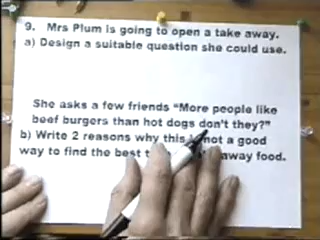 9. Mrs Plum is going to open a take away.
a) Design a suitable question she could use.
She asks a few friends "More people like
beef burgers than hot dogs don't they?"
b) Write 2 reasons why this is not a good
way to find the best away food.